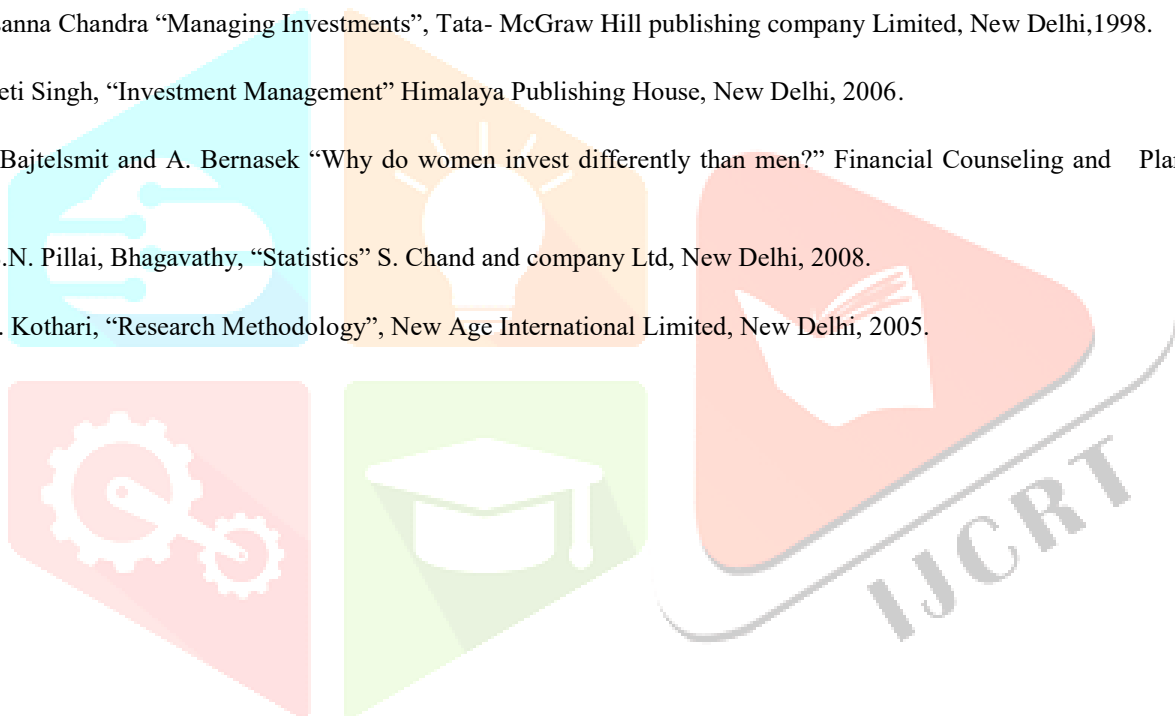 anna Chandra “Managing Investments”, Tata- McGraw Hill publishing company Limited, New Delhi,1998.
eti Singh, “Investment Management” Himalaya Publishing House, New Delhi, 2006.
Bajtelsmit and A. Bernasek “Why do women invest differently than men?” Financial Counseling and Pla
.N. Pillai, Bhagavathy, “Statistics” S. Chand and company Ltd, New Delhi, 2008.
. Kothari, “Research Methodology”, New Age International Limited, New Delhi, 2005.
IJCRT